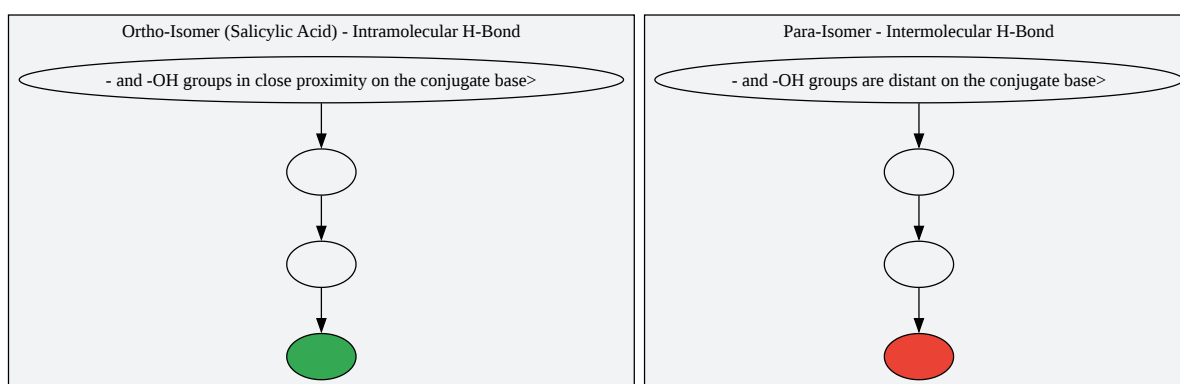 Ortho-Isomer (Salicylic Acid) - Intramolecular H-Bond
- and -OH groups in close proximity on the conjugate base>
Para-Isomer - Intermolecular H-Bond
- and -OH groups are distant on the conjugate base>